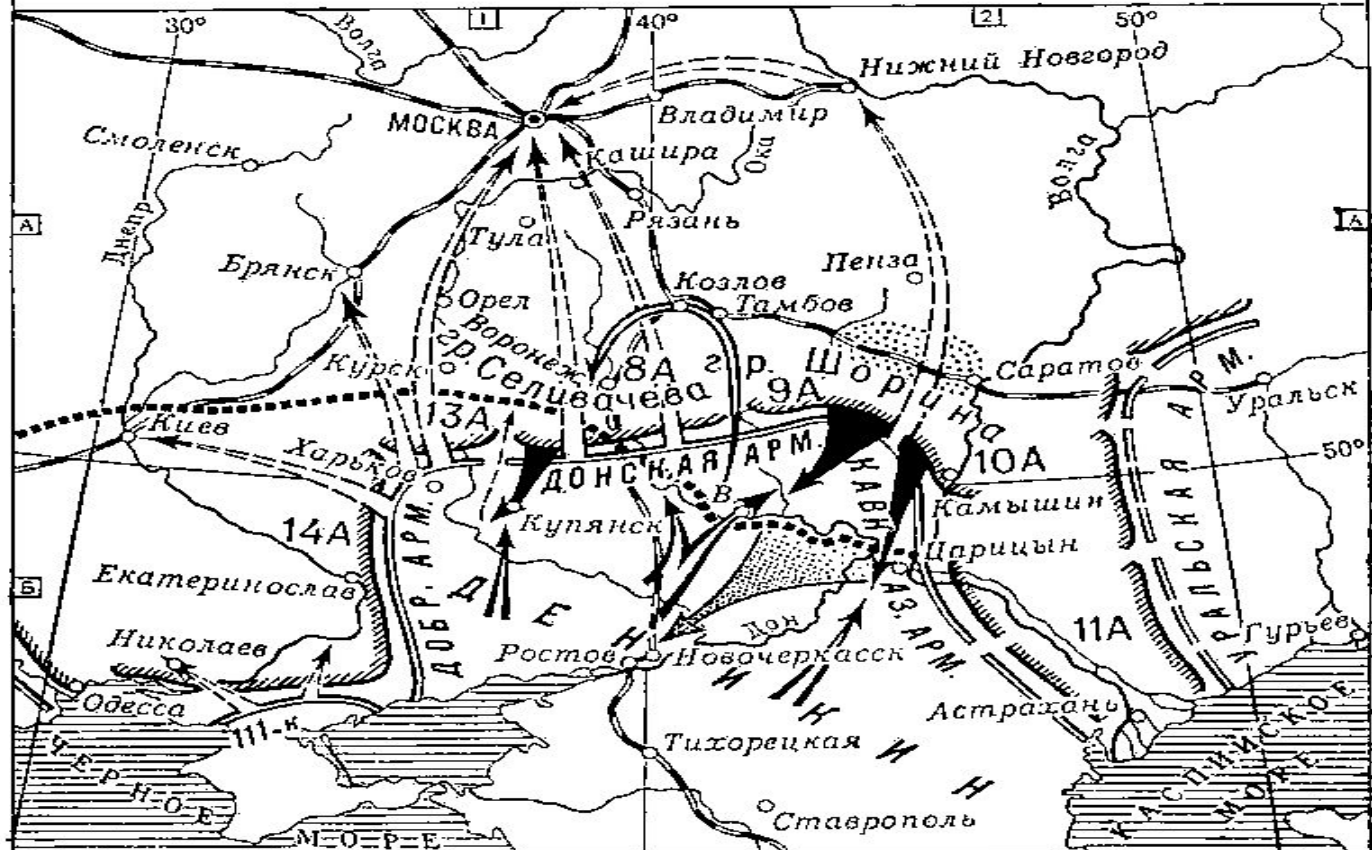 30°
1
40°
2
50°
Волга
Нижний Новгород
МОСКВА
Владимир
Смоленск
Кашира
Ока
Волга
Рязань
А
А
Днепр
Тула
Брянск
Пенза
Козлов
Орел
Тамбов
Воронеж
гр. Селивачева
8А
гр. Шорина
Курск
9А
Саратов
УРАЛЬСКАЯ АРМ.
Уральск
13А
Киев
Харьков
ДОНСКАЯ АРМ.
10А
50°
В
КАВКАЗ. АРМ.
Камышин
Купянск
14А
Царицын
Б
Екатеринослав
ДОБР. АРМ.
ДЕНИКИН
Дон
11А
Гурьев
Николаев
Ростов
Новочеркасск
Одесса
111-к
Астрахань
Тихорецкая
ЧЕРНОЕ
МОРЕ
КАСПИЙСКОЕ
МОРЕ
Ставрополь